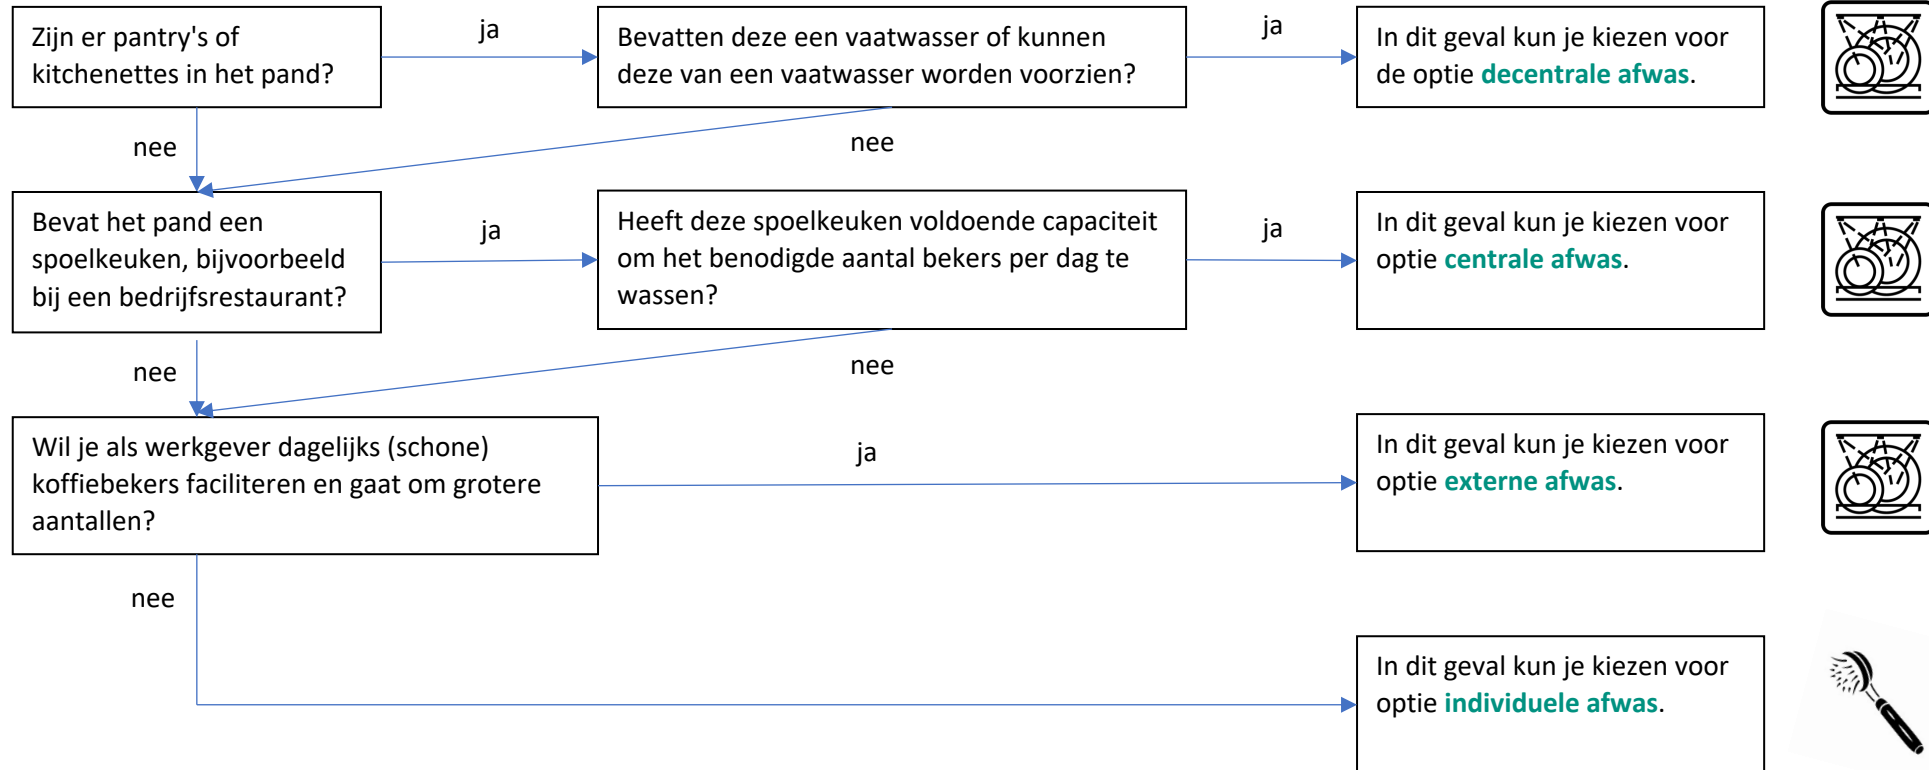 Zijn er pantry's of
kitchenettes in het pand?
ja
Bevatten deze een vaatwasser of kunnen
deze van een vaatwasser worden voorzien?
ja
In dit geval kun je kiezen voor
de optie decentrale afwas.
nee
nee
Bevat het pand een
spoelkeuken, bijvoorbeeld
bij een bedrijfsrestaurant?
ja
Heeft deze spoelkeuken voldoende capaciteit
om het benodigde aantal bekers per dag te
wassen?
ja
In dit geval kun je kiezen voor
optie centrale afwas.
nee
nee
Wil je als werkgever dagelijks (schone)
koffiebekers faciliteren en gaat om grotere
aantallen?
ja
In dit geval kun je kiezen voor
optie externe afwas.
nee
In dit geval kun je kiezen voor
optie individuele afwas.